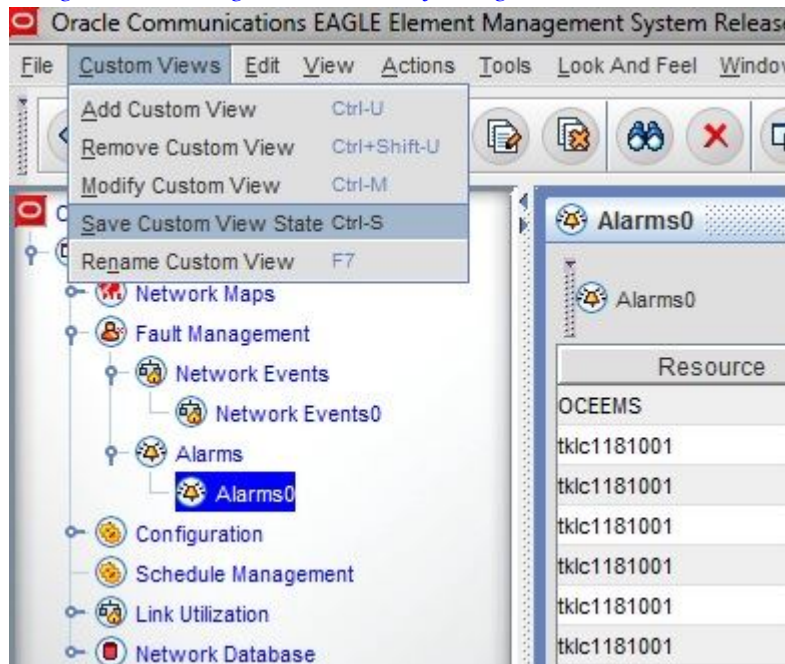 Oracle Communications EAGLE Element Management System Release
File Custom Views Edit View Actions Tools Look And Feel Window
Add Custom View Ctrl-U
Remove Custom View Ctrl+Shift-U
Modify Custom View Ctrl-M
Save Custom View State Ctrl-S
Rename Custom View F7
Network Maps
Fault Management
Network Events
Network Events0
Alarms
Alarms0
Configuration
Schedule Management
Link Utilization
Network Database
Alarms0
Alarms0
Resource
OCEEMS
tklc1181001
tklc1181001
tklc1181001
tklc1181001
tklc1181001
tklc1181001